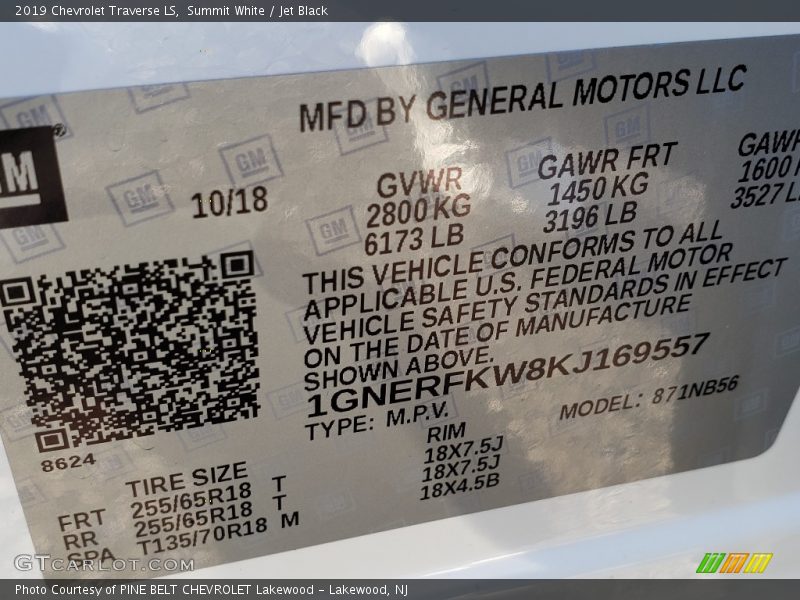 2019 Chevrolet Traverse LS, Summit White / Jet Black
MFD BY GENERAL MOTORS LLC
GM
10/18
GVWR
2800 KG
6173 LB
GAWR FRT
1450 KG
3196 LB
GAWR
1600
3527
THIS VEHICLE CONFORMS TO ALL
APPLICABLE U.S. FEDERAL MOTOR
VEHICLE SAFETY STANDARDS IN EFFECT
ON THE DATE OF MANUFACTURE
SHOWN ABOVE.
1GNERFKW8KJ169557
TYPE: M.P.V.
MODEL: 871NB56
8624
TIRE SIZE
RIM
FRT 255/65R18 T 18X7.5J
RR 255/65R18 T 18X7.5J
SPA T135/70R18 M 18X4.5B
GTCarLot.com
Photo Courtesy of PINE BELT CHEVROLET Lakewood - Lakewood, NJ